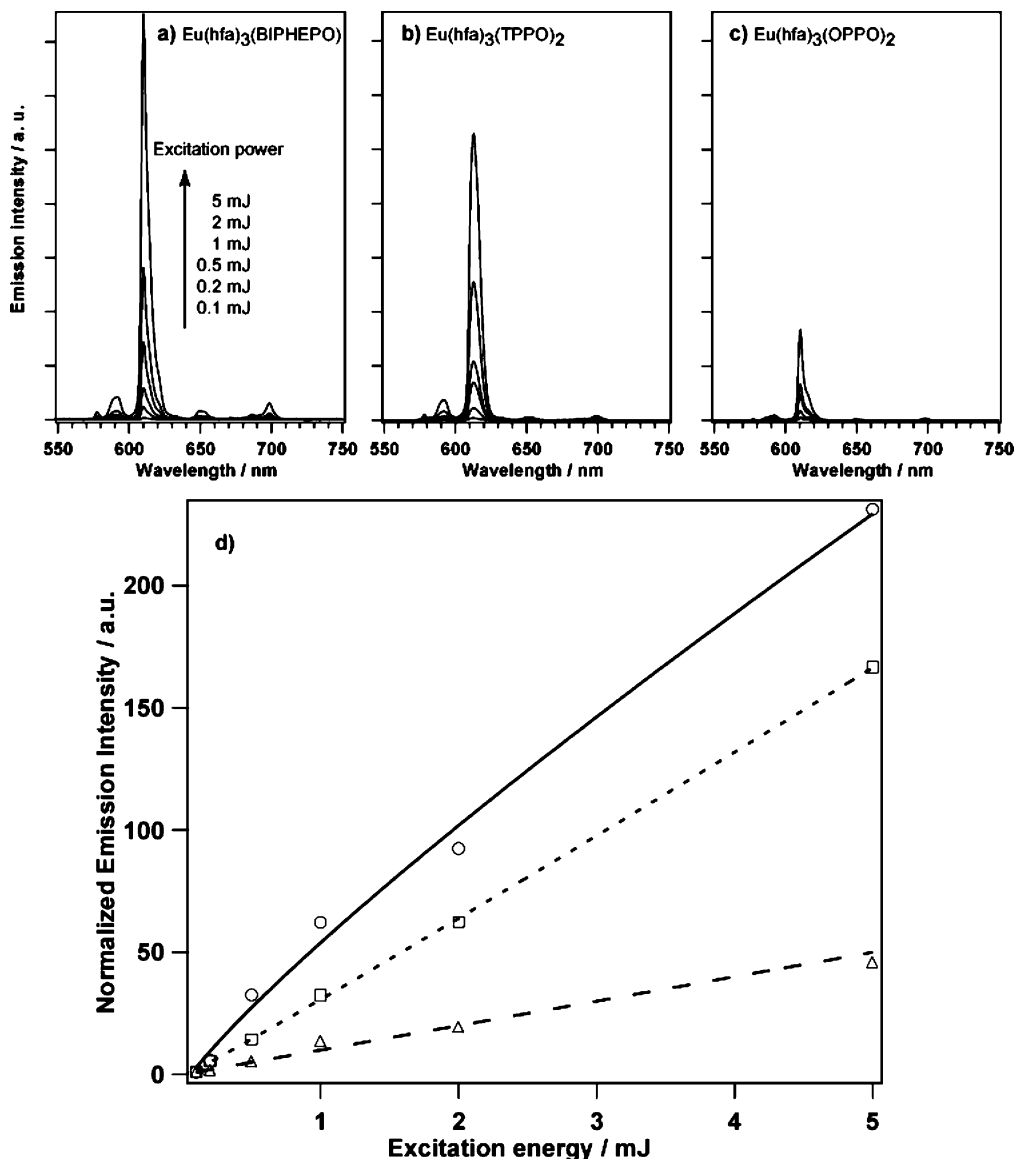 a) Eu(hfa)3(BIPHEPO)
b) Eu(hfa)3(TPPO)2
c) Eu(hfa)3(OPPO)2
Emission intensity / a. u.
Excitation power
5 mJ
2 mJ
1 mJ
0.5 mJ
0.2 mJ
0.1 mJ
550 600 650 700 750
550 600 650 700 750
550 600 650 700 750
Wavelength / nm
Wavelength / nm
Wavelength / nm
d)
Normalized Emission Intensity / a.u.
200
150
100
50
0
1 2 3 4 5
Excitation energy / mJ